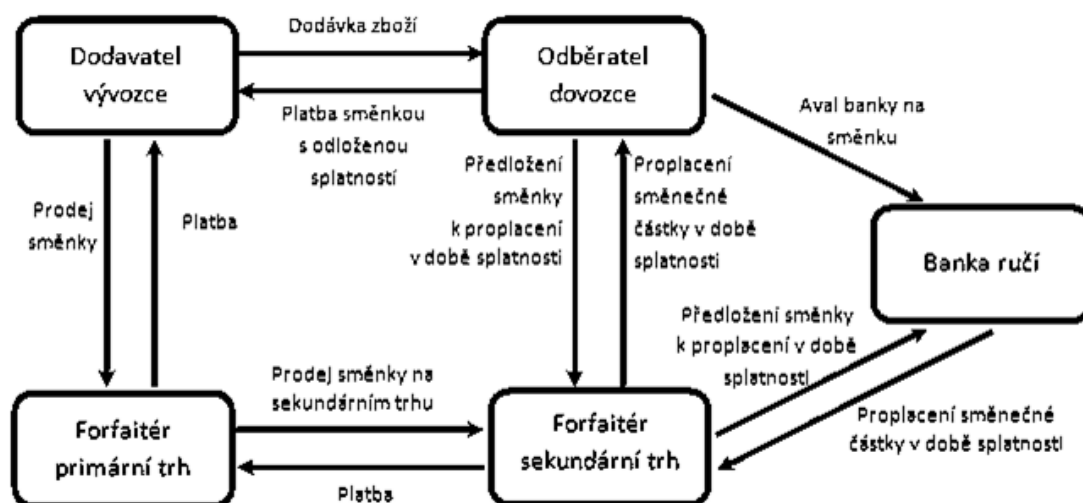 Dodávka zboží
Dodavatel
vývozce
Odběratel
dovozce
Platba směnkou
s odloženou
splatností
Aval banky na
směnku
Prodej
směnky
Platba
Předložení
směnky
k proplacení
v době splatnosti
Proplacení
směnečné
částky v době
splatnosti
Banka ručí
Předložení směnky
k proplacení v době
splatnosti
Prodej směnky na
sekundárním trhu
Forfaitér
primární trh
Forfaitér
sekundární trh
Proplacení směnečné
částky v době splatnosti
Platba